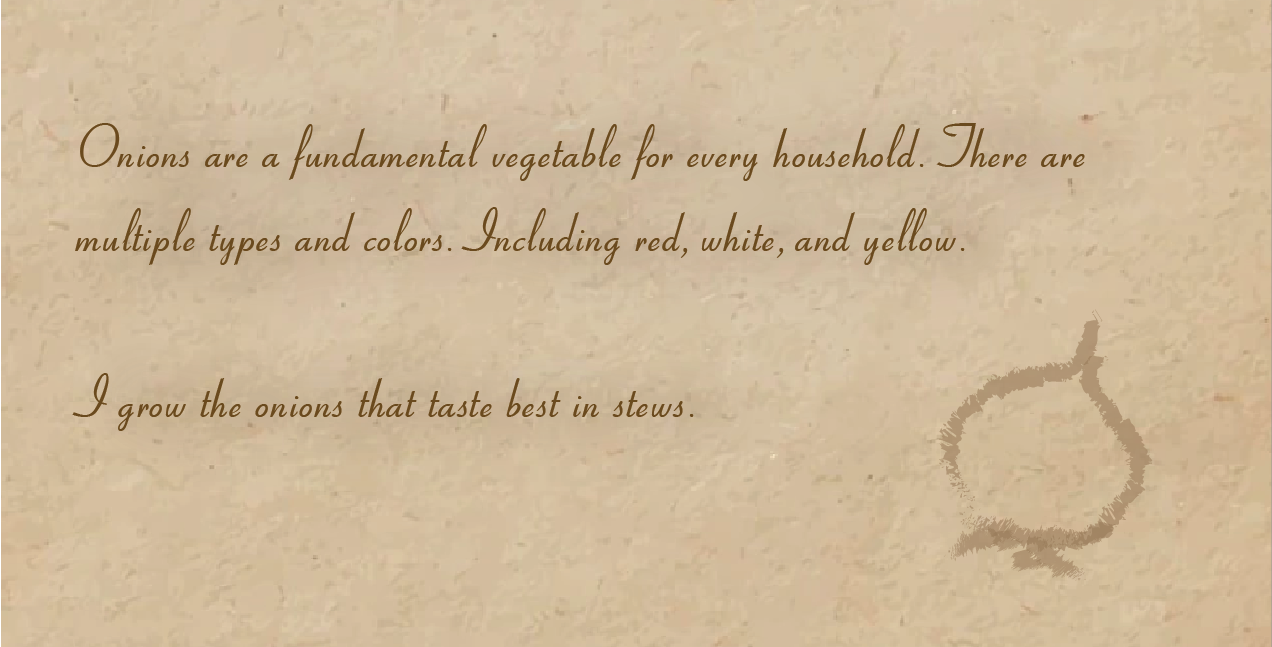 Onions are a fundamental vegetable for every household. There are
multiple types and colors. Including red, white, and yellow.
I grow the onions that taste best in stews.